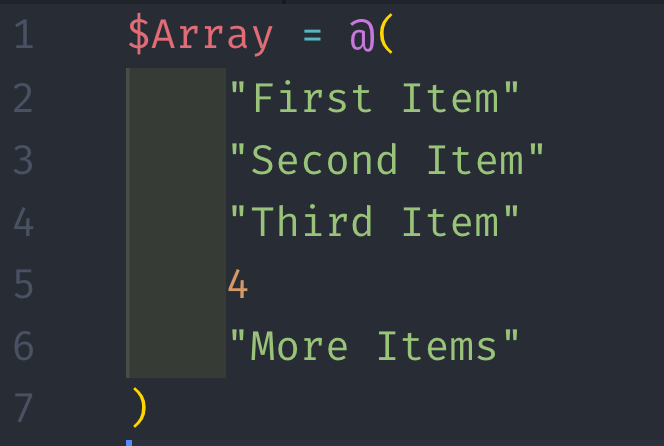 1 $Array = @(
2 "First Item"
3 "Second Item"
4 "Third Item"
5 4
6 "More Items"
7 )